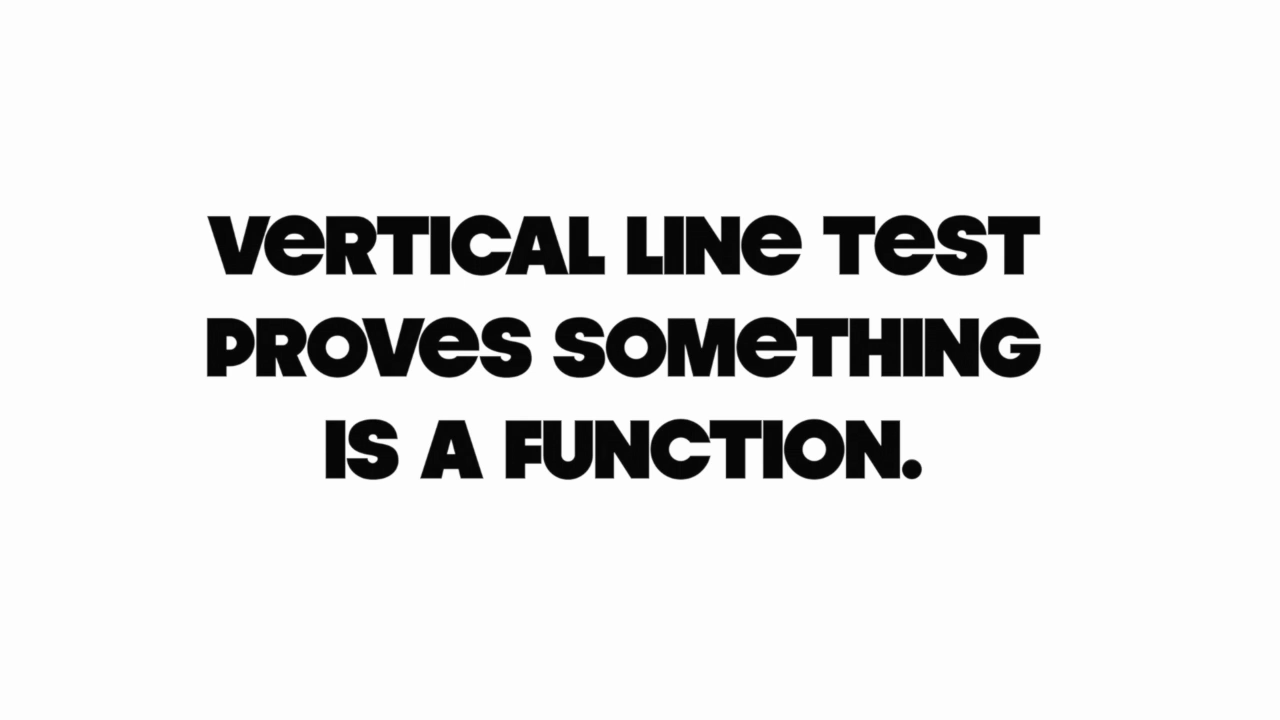 VeRTICAL LINe TeST
PROVeS SOMeTHING
IS A FUNCTION.